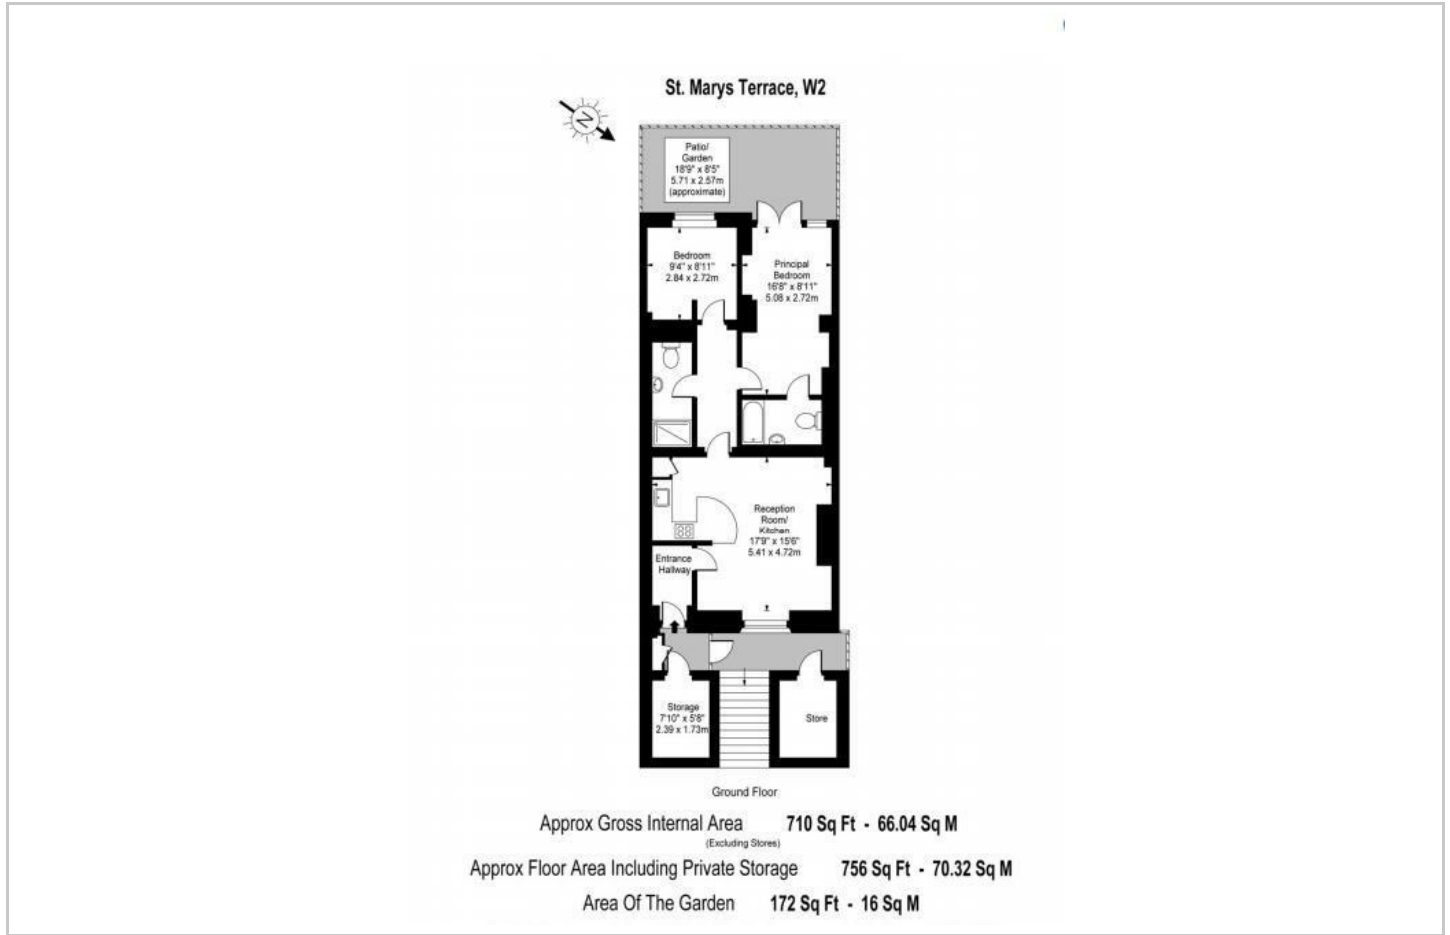 St. Marys Terrace, W2
N
Patio/
Garden
18'9" x 8'5"
5.71 x 2.57m
(approximate)
Bedroom
9'4" x 8'11"
2.84 x 2.72m
Principal
Bedroom
16'8" x 8'11"
5.08 x 2.72m
Reception
Room/
Kitchen
17'9" x 15'6"
5.41 x 4.72m
Entrance
Hallway
Storage
7'10" x 5'8"
2.39 x 1.73m
Store
Ground Floor
Approx Gross Internal Area 710 Sq Ft - 66.04 Sq M
(Excluding Stores)
Approx Floor Area Including Private Storage 756 Sq Ft - 70.32 Sq M
Area Of The Garden 172 Sq Ft - 16 Sq M